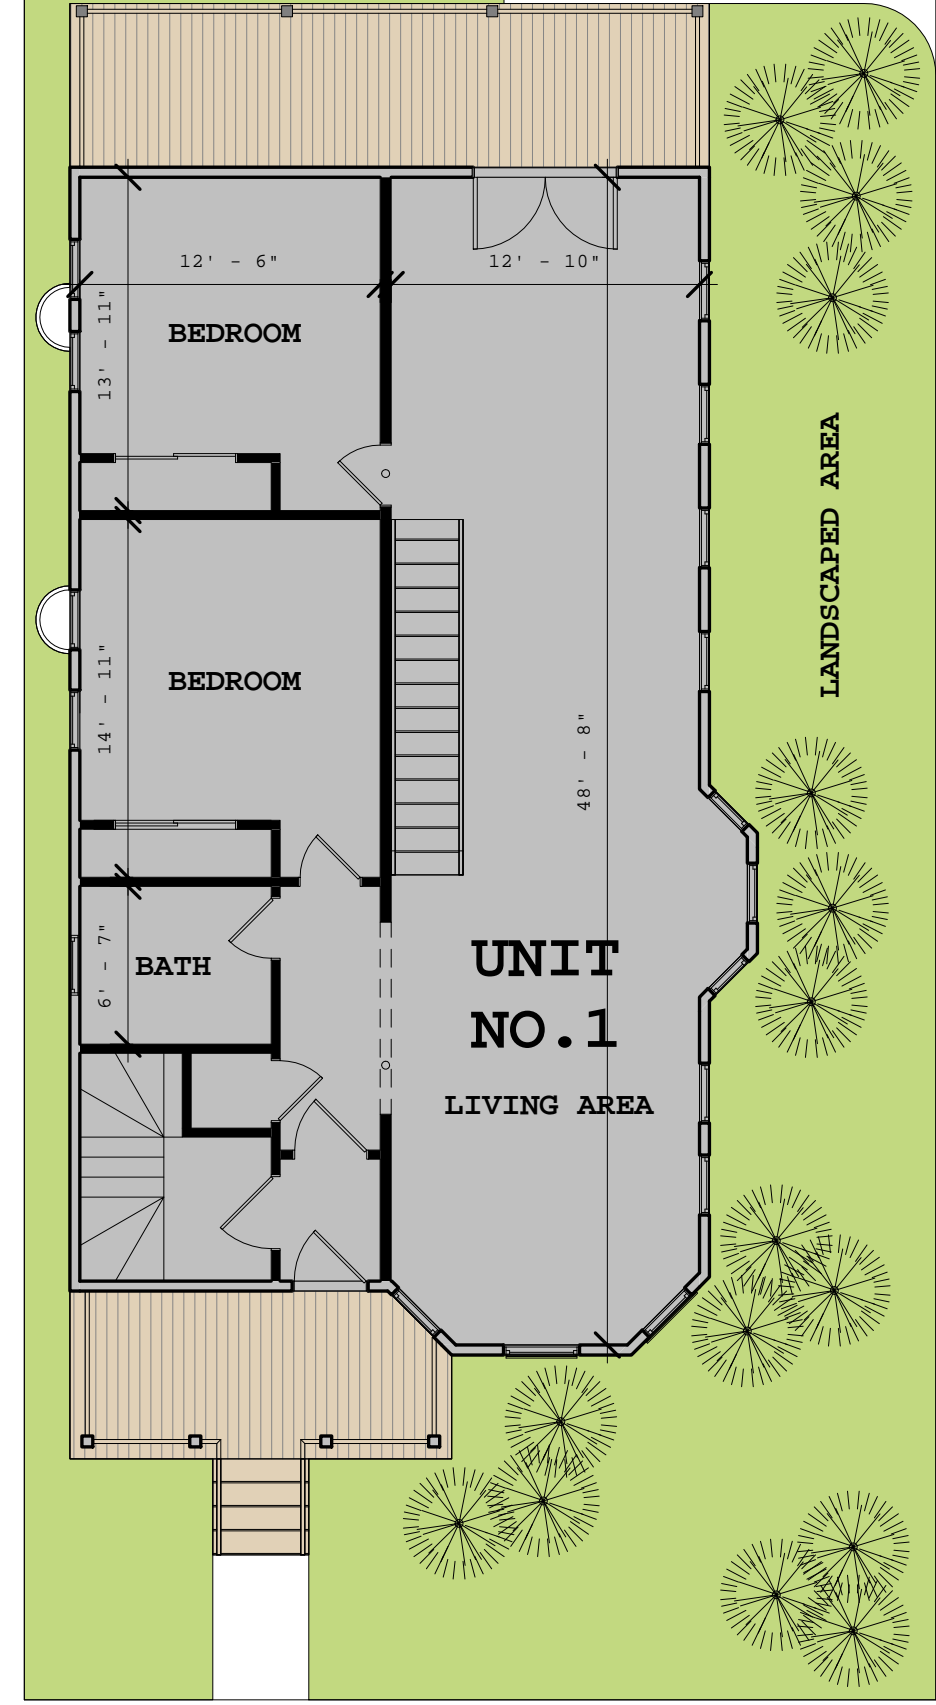 12' - 6"
12' - 10"
13' - 11"
BEDROOM
LANDSCAPED AREA
14' - 11"
BEDROOM
48' - 8"
6' - 7"
BATH
UNIT
NO.1
LIVING AREA